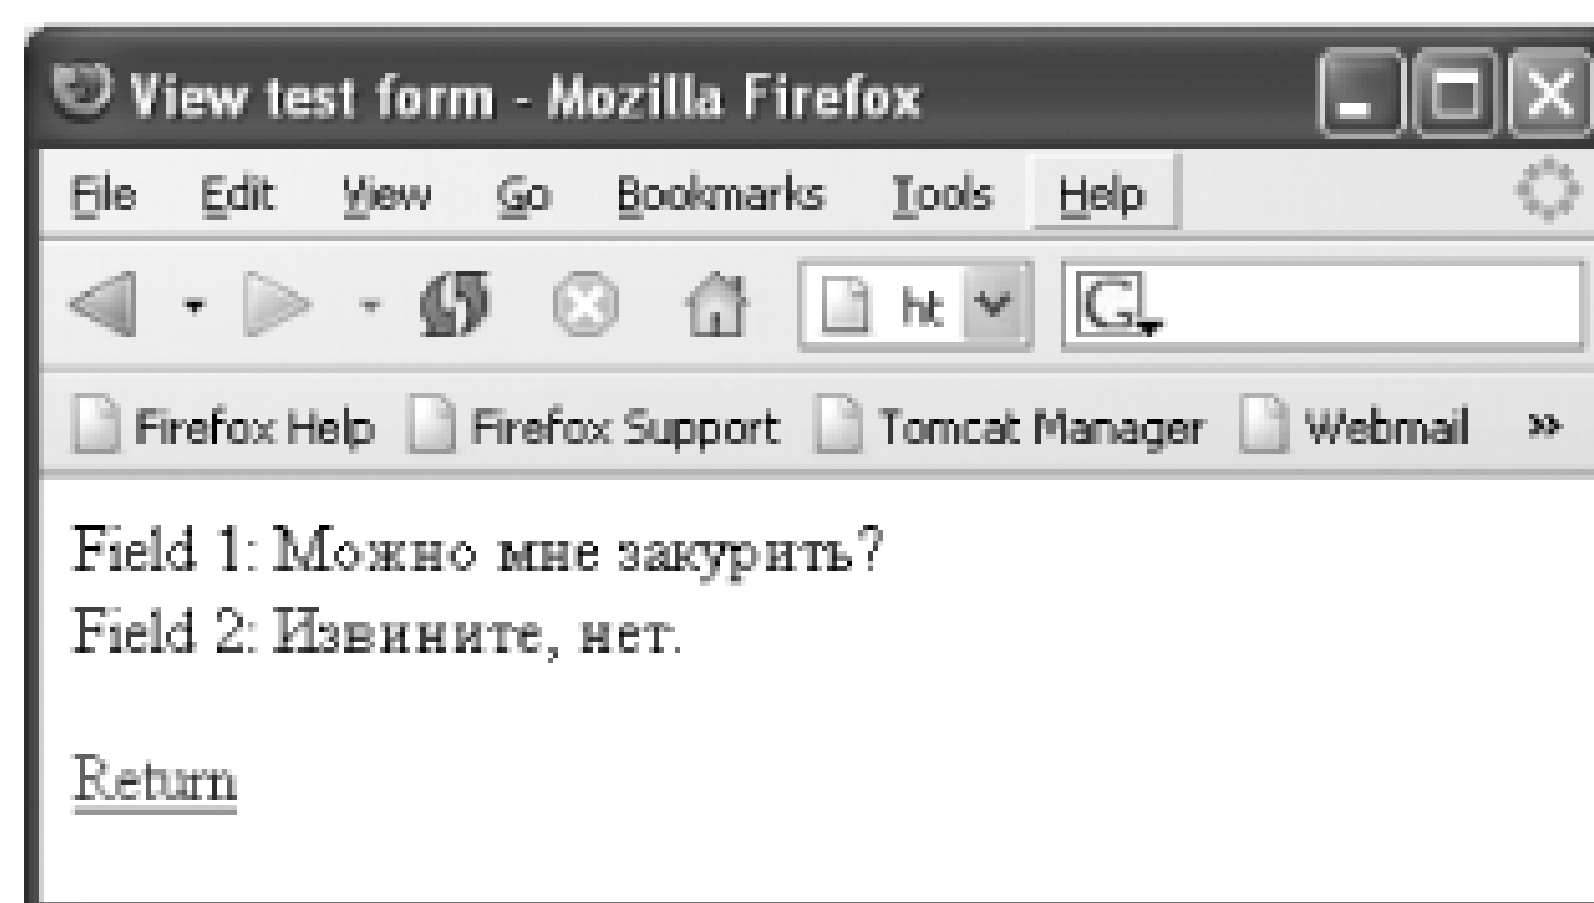 View test form - Mozilla Firefox
File Edit View Go Bookmarks Tools Help
ht G
Firefox Help Firefox Support Tomcat Manager Webmail »
Field 1: Можно мне закурить?
Field 2: Извините, нет.
Return